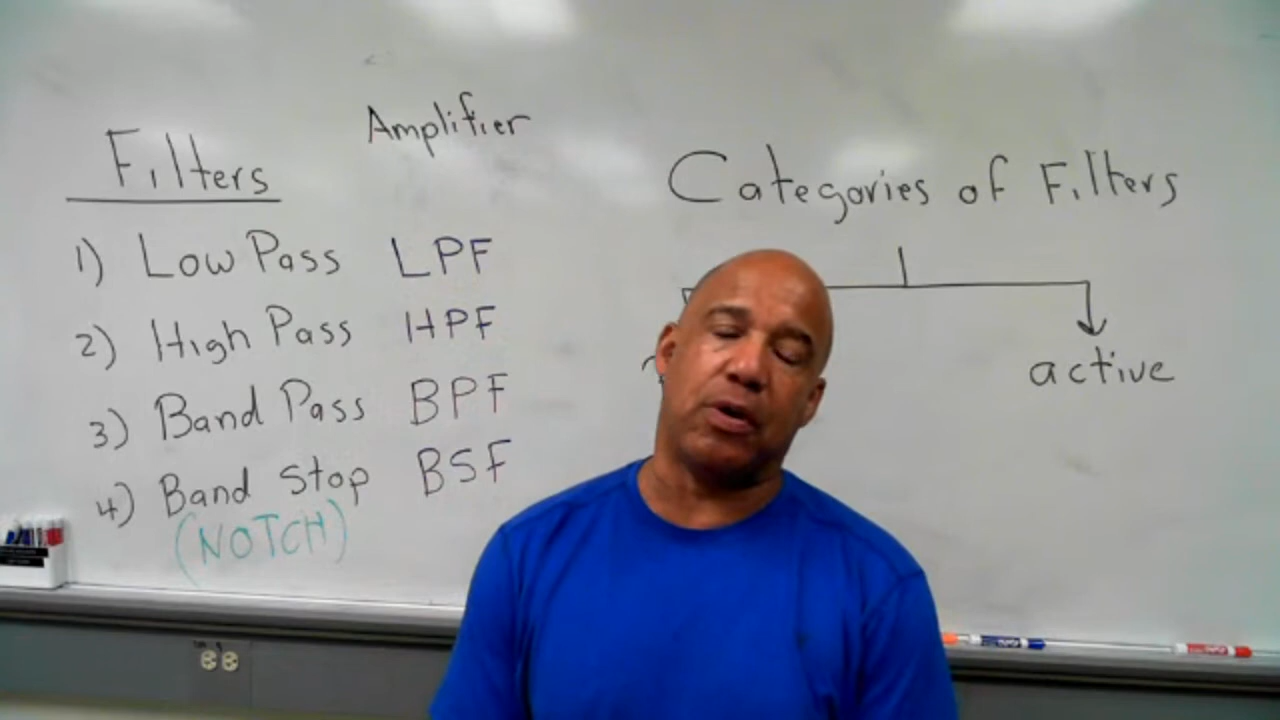 Amplifier
Filters
1) Low Pass LPF
2) High Pass HPF
3) Band Pass BPF
4) Band Stop BSF
(NOTCH)
Categories of Filters
active